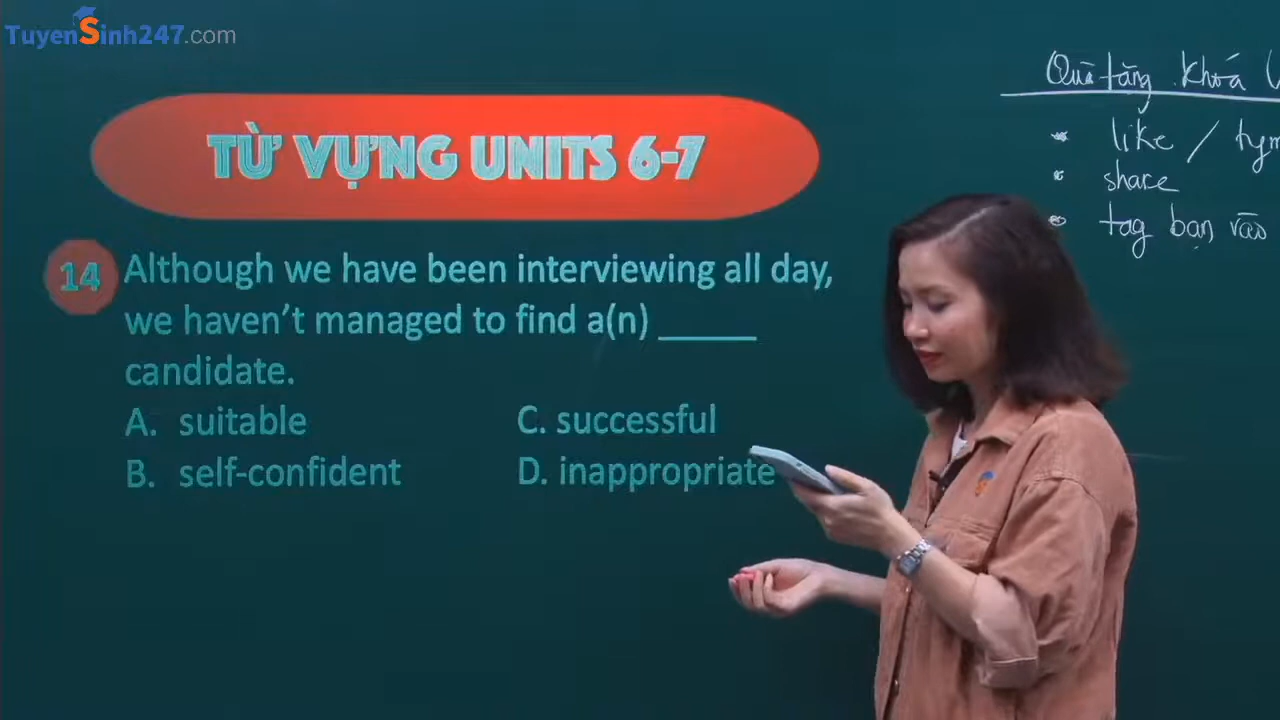 TuyenSinh247.com
Quà tặng khoá
like / tym
share
tag bạn vào
TỪ VỰNG UNITS 6-7
14 Although we have been interviewing all day,
we haven't managed to find a(n) ______
candidate.
A. suitable
C. successful
B. self-confident
D. inappropriate